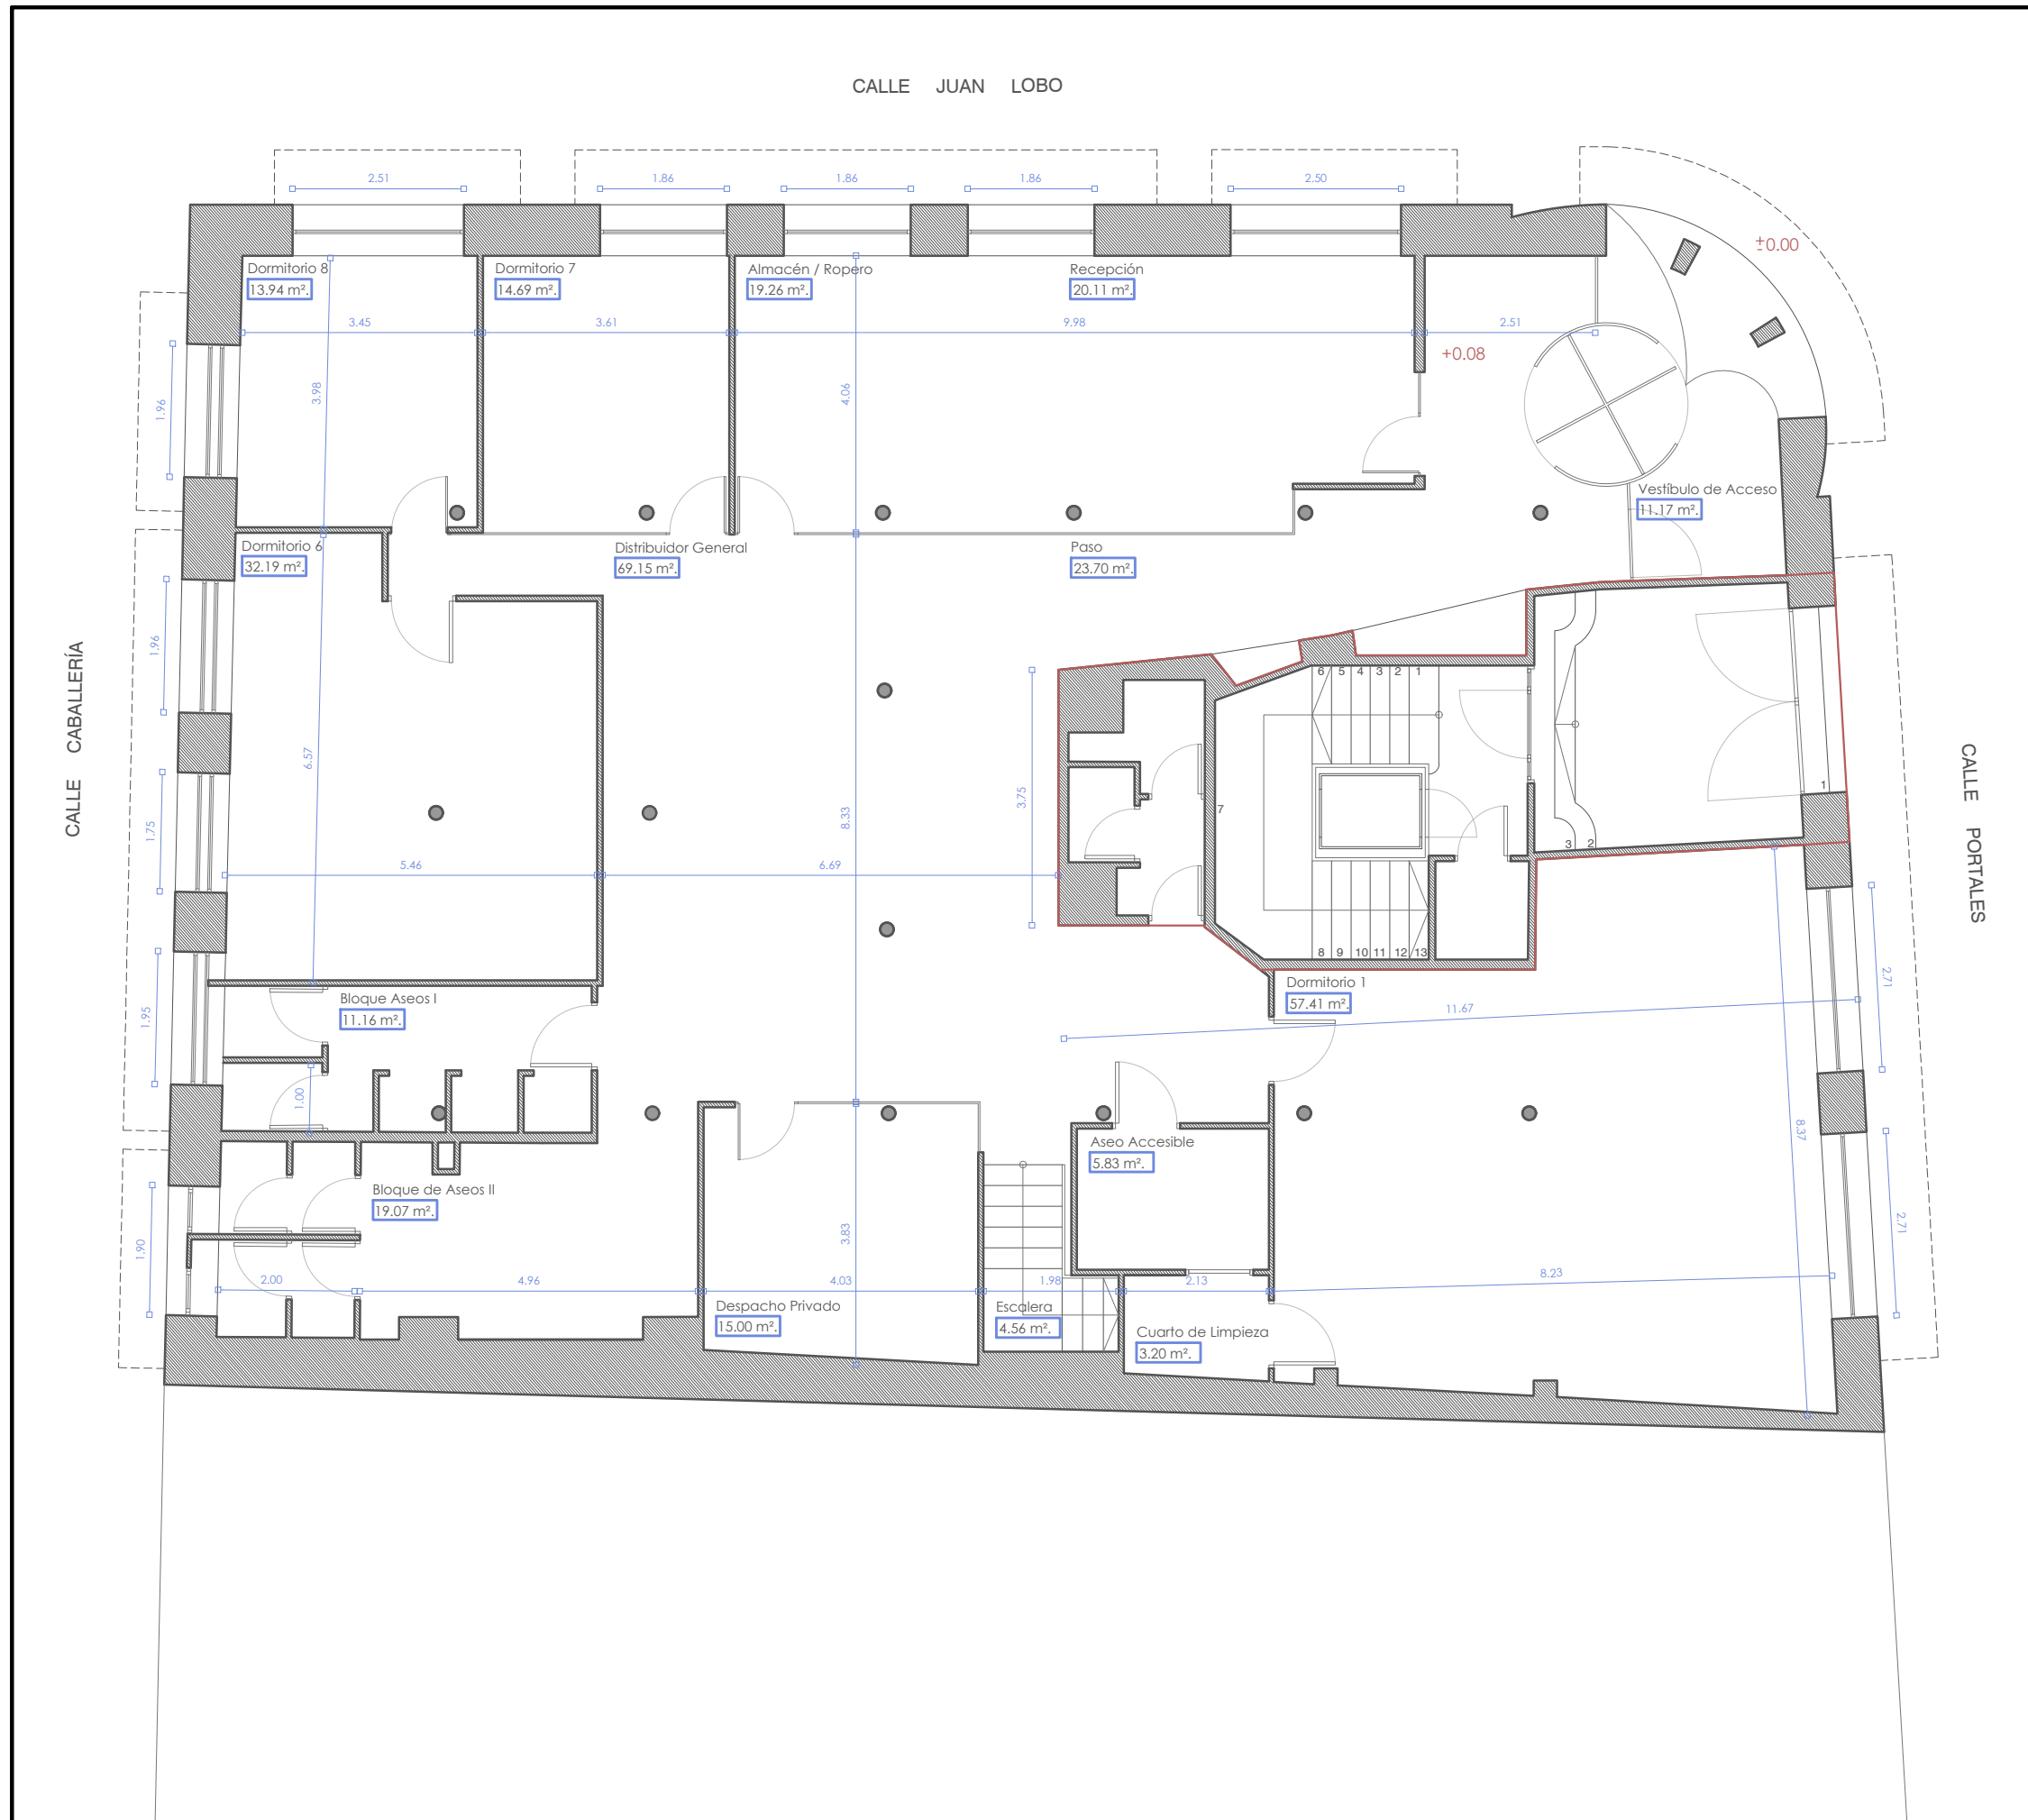 CALLE JUAN LOBO
2.51
1.86
1.86
1.86
2.50
±0.00
Dormitorio 8
13.94 m².
Dormitorio 7
14.69 m².
Almacén / Ropero
19.26 m².
Recepción
20.11 m².
3.45
3.61
9.98
2.51
+0.08
1.96
3.98
4.06
Vestíbulo de Acceso
11.17 m².
Dormitorio 6
32.19 m².
Distribuidor General
69.15 m².
Paso
23.70 m².
CALLE CABALLERÍA
1.96
6.57
1.75
5.46
6.69
8.33
3.75
6 5 4 3 2 1
7
8 9 10 11 12 13
1
3 2
CALLE PORTALES
Dormitorio 1
57.41 m².
11.67
2.71
Bloque Aseos I
11.16 m².
1.95
1.00
8.37
2.71
Aseo Accesible
5.83 m².
Bloque de Aseos II
19.07 m².
1.90
3.83
2.00
4.96
4.03
1.98
2.13
8.23
Despacho Privado
15.00 m².
Escalera
4.56 m².
Cuarto de Limpieza
3.20 m².